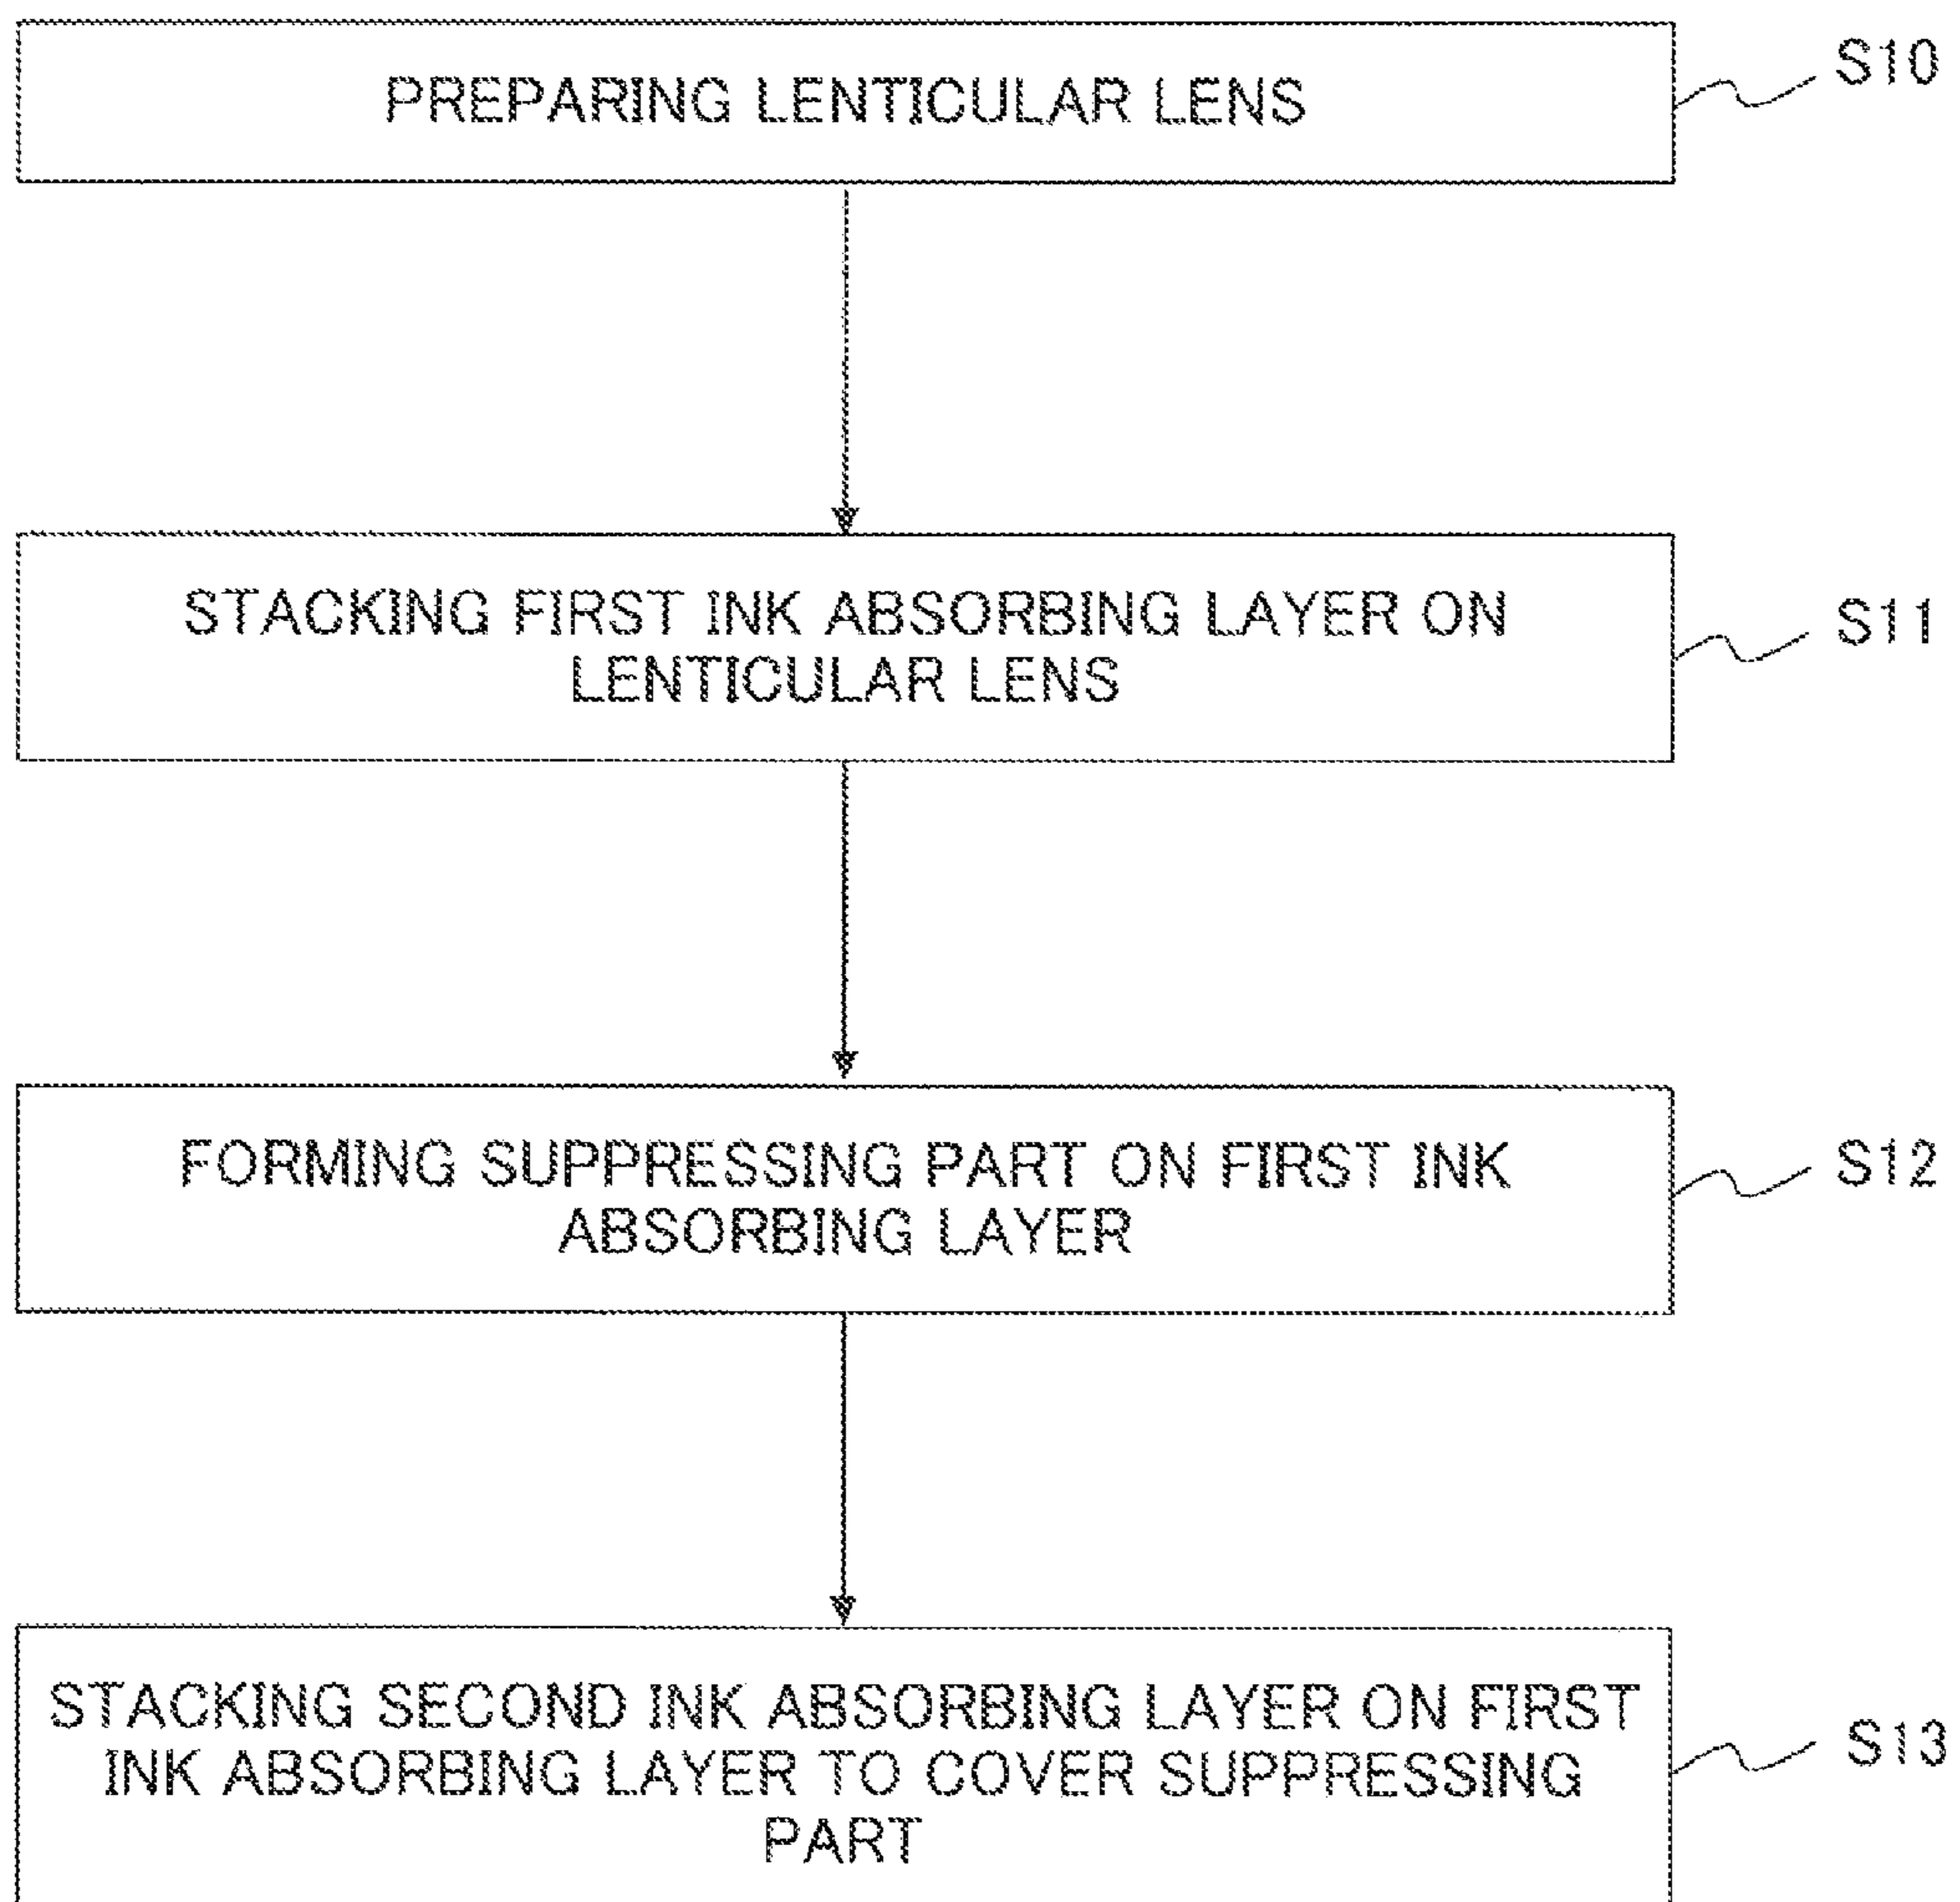 PREPARING LENTICULAR LENS
S10
STACKING FIRST INK ABSORBING LAYER ON
LENTICULAR LENS
S11
FORMING SUPPRESSING PART ON FIRST INK
ABSORBING LAYER
S12
STACKING SECOND INK ABSORBING LAYER ON FIRST
INK ABSORBING LAYER TO COVER SUPPRESSING
PART
S13